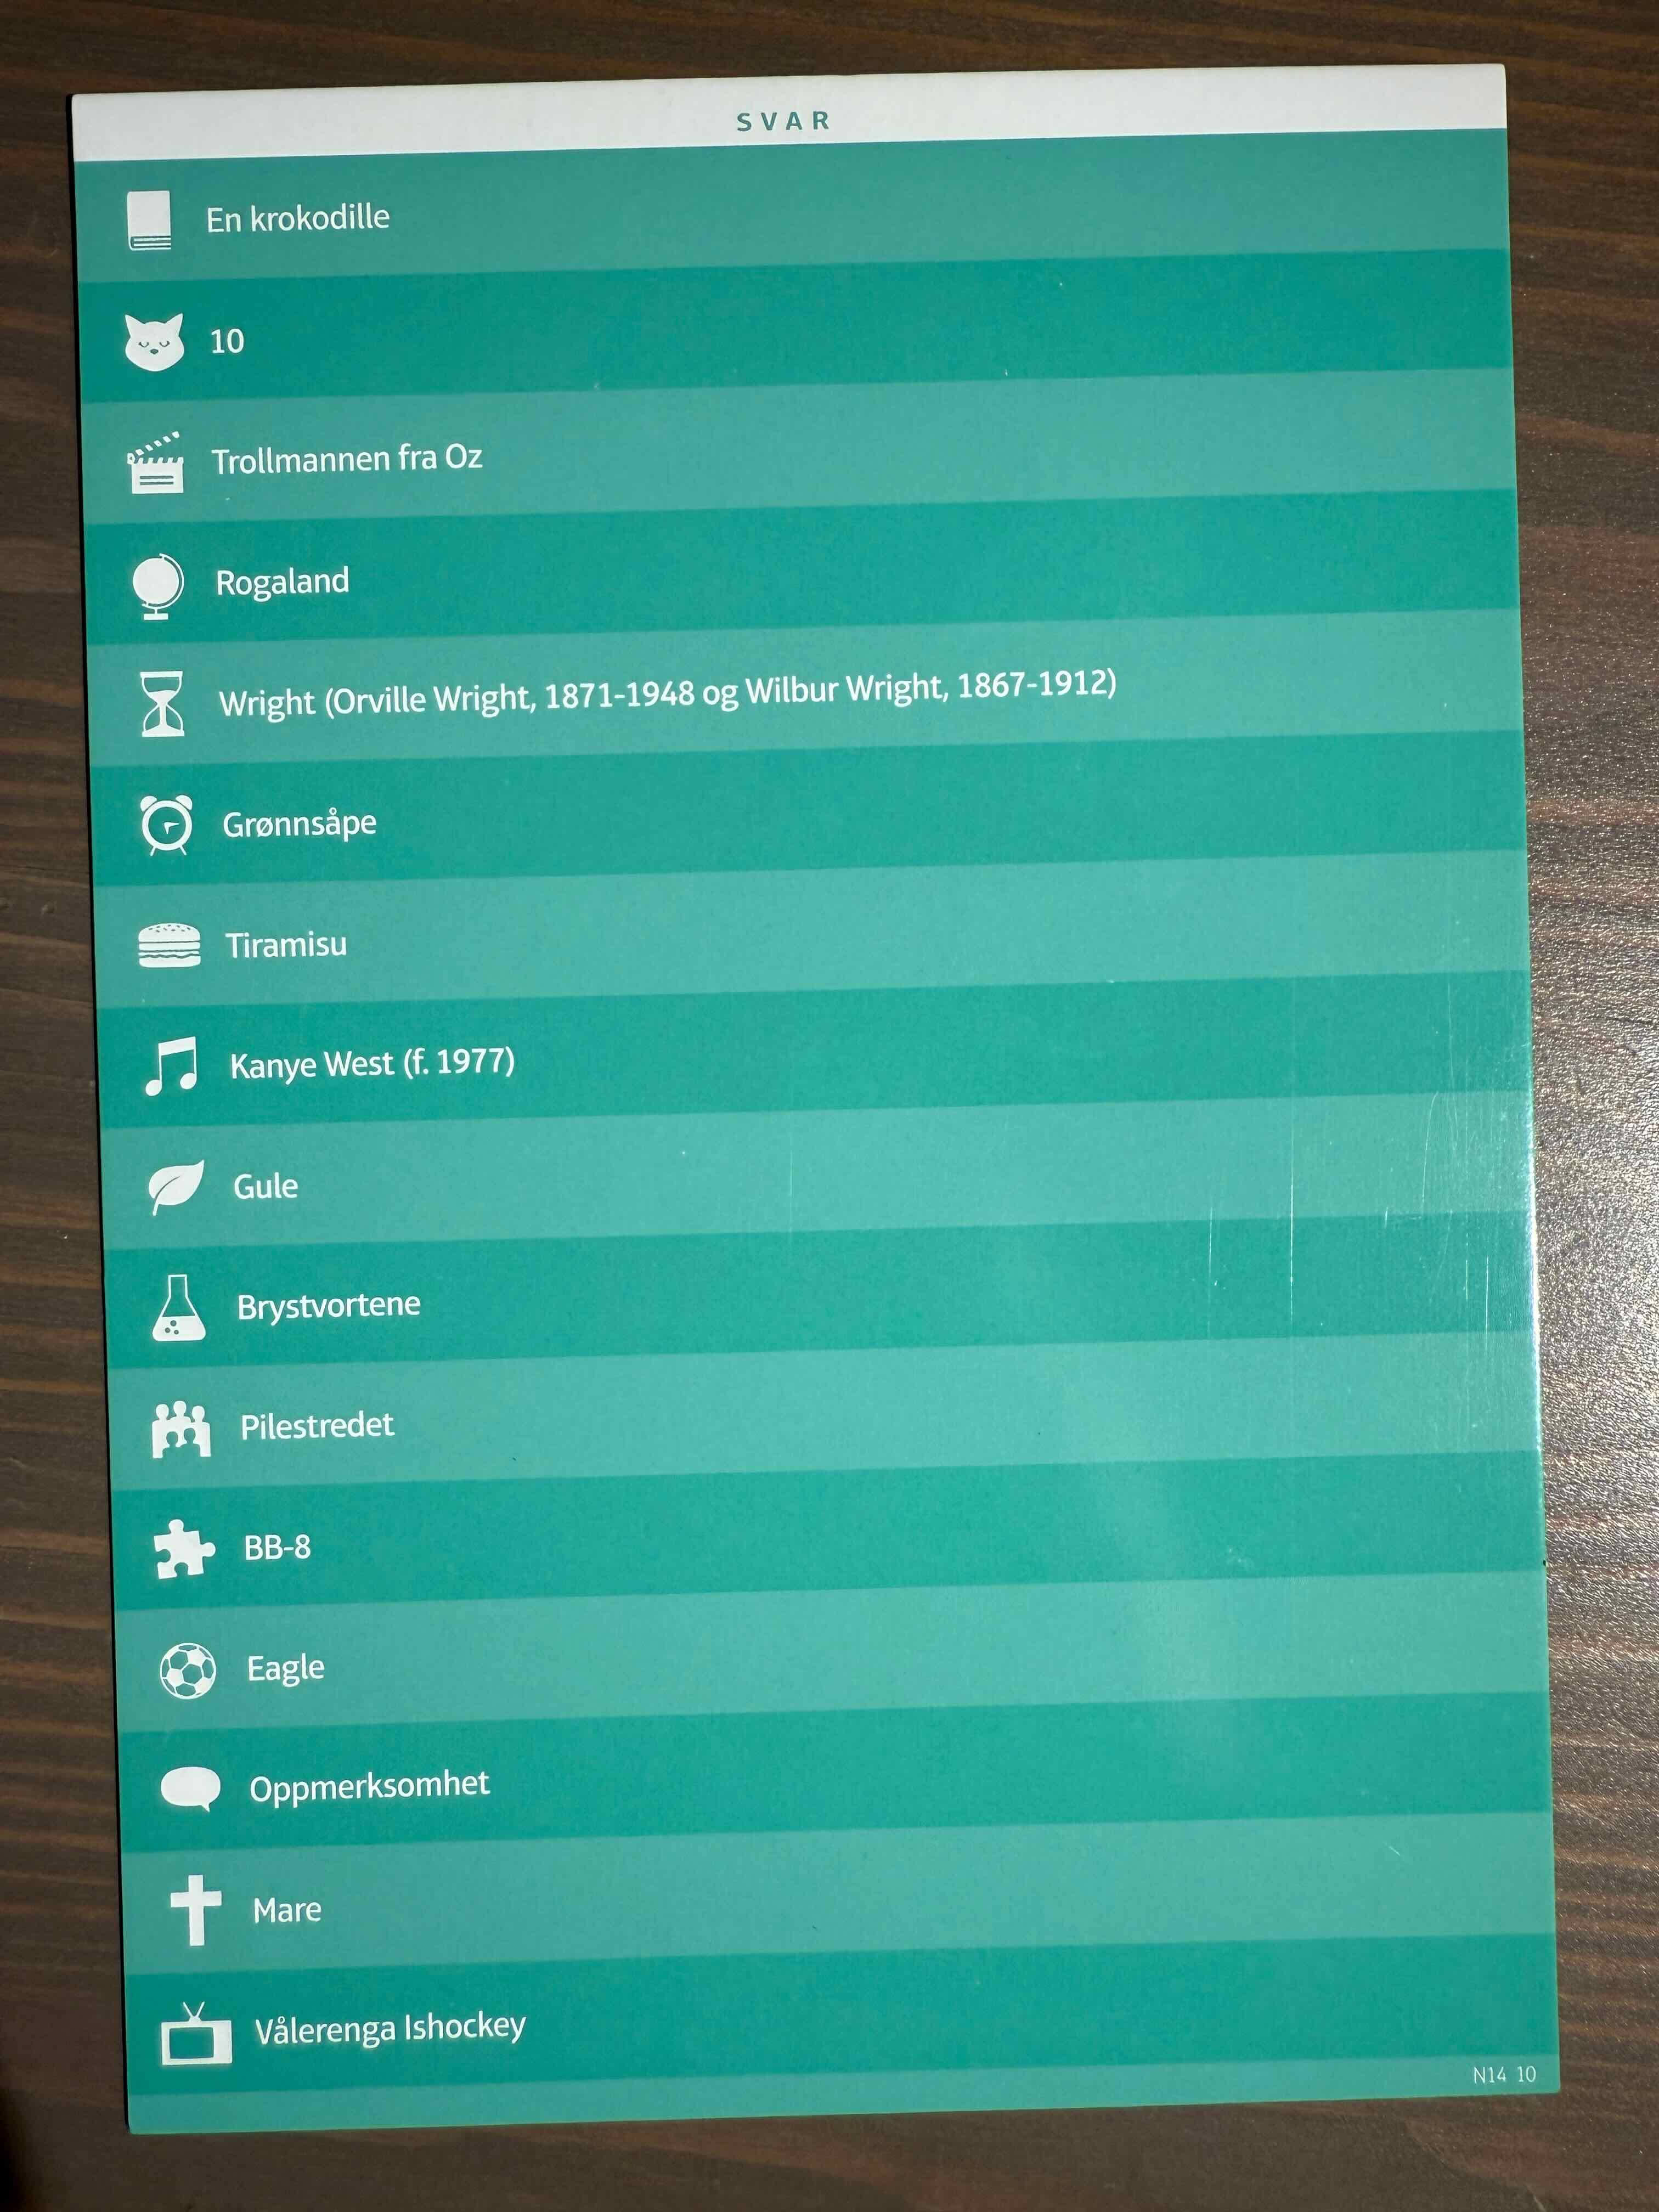 SVAR
En krokodille
10
Trollmannen fra Oz
Rogaland
Wright (Orville Wright, 1871-1948 og Wilbur Wright, 1867-1912)
Grønnsåpe
Tiramisu
Kanye West (f. 1977)
Gule
Brystvortene
Pilestredet
BB-8
Eagle
Oppmerksomhet
Mare
Vålerenga Ishockey
N14 10